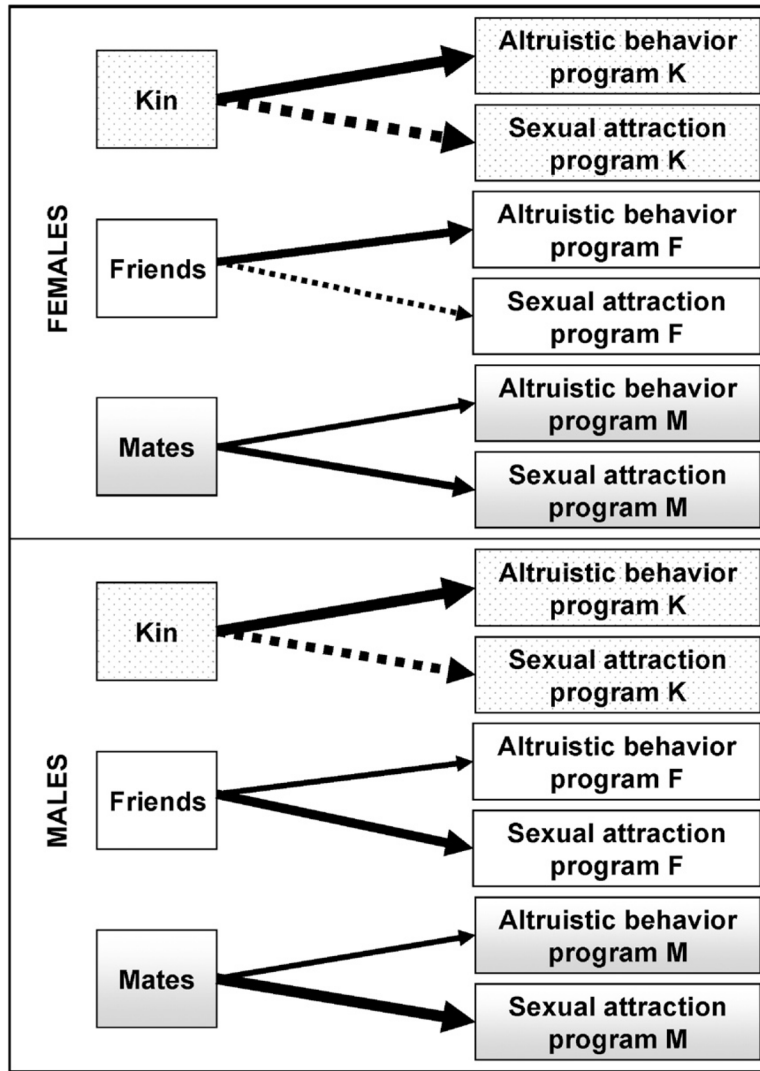 FEMALES
Kin
Altruistic behavior
program K
Sexual attraction
program K
Friends
Altruistic behavior
program F
Sexual attraction
program F
Mates
Altruistic behavior
program M
Sexual attraction
program M
MALES
Kin
Altruistic behavior
program K
Sexual attraction
program K
Friends
Altruistic behavior
program F
Sexual attraction
program F
Mates
Altruistic behavior
program M
Sexual attraction
program M